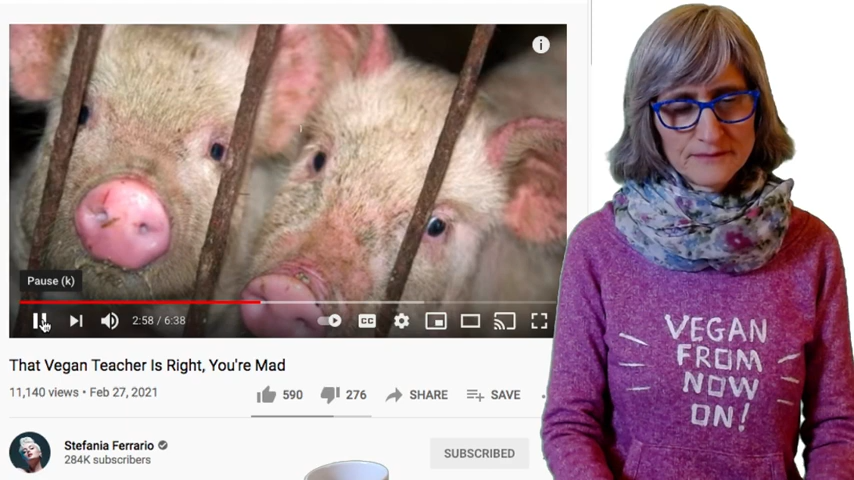 Pause (k)
2:58 / 6:38
CC
That Vegan Teacher Is Right, You're Mad
11,140 views • Feb 27, 2021
590
276
SHARE
SAVE
Stefania Ferrario
284K subscribers
SUBSCRIBED
VEGAN
FROM
NOW
ON!